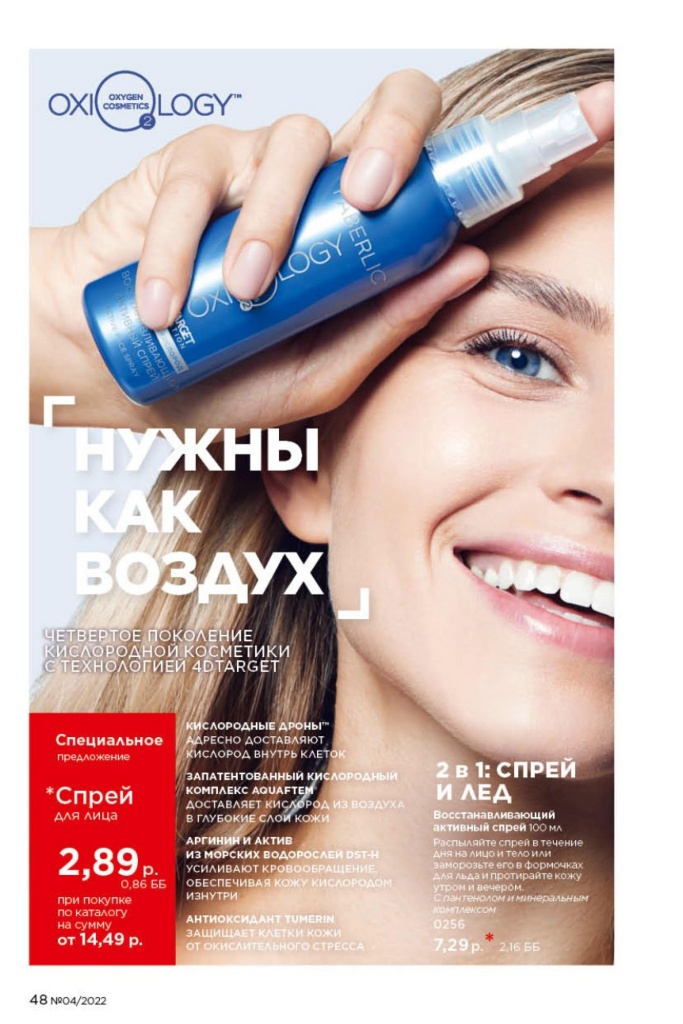 OXIOLOGY™
OXYGEN
COSMETICS
2
FABERLIC
OXIOLOGY
2
НУЖНЫ
КАК
ВОЗДУХ
ЧЕТВЕРТОЕ ПОКОЛЕНИЕ
КИСЛОРОДНОЙ КОСМЕТИКИ
С ТЕХНОЛОГИЕЙ 4DTARGET
Специальное
предложение
*Спрей
для лица
2,89 р.
0,86 ББ
при покупке
по каталогу
на сумму
от 14,49 р.
КИСЛОРОДНЫЕ ДРОНЫ™
АДРЕСНО ДОСТАВЛЯЮТ
КИСЛОРОД ВНУТРЬ КЛЕТОК
ЗАПАТЕНТОВАННЫЙ КИСЛОРОДНЫЙ
КОМПЛЕКС AQUAFTEM
ДОСТАВЛЯЕТ КИСЛОРОД ИЗ ВОЗДУХА
В ГЛУБОКИЕ СЛОИ КОЖИ
АРГИНИН И АКТИВ
ИЗ МОРСКИХ ВОДОРОСЛЕЙ DST-H
УСИЛИВАЮТ КРОВООБРАЩЕНИЕ,
ОБЕСПЕЧИВАЯ КОЖУ КИСЛОРОДОМ
ИЗНУТРИ
АНТИОКСИДАНТ TUMERIN
ЗАЩИЩАЕТ КЛЕТКИ КОЖИ
ОТ ОКИСЛИТЕЛЬНОГО СТРЕССА
2 в 1: СПРЕЙ
И ЛЕД
Восстанавливающий
активный спрей 100 мл
Распыляйте спрей в течение
дня на лицо и тело или
заморозьте его в формочках
для льда и протирайте кожу
утром и вечером.
С пантенолом и минеральным
комплексом
0256
7,29 р.* 2,16 ББ
48 №04/2022